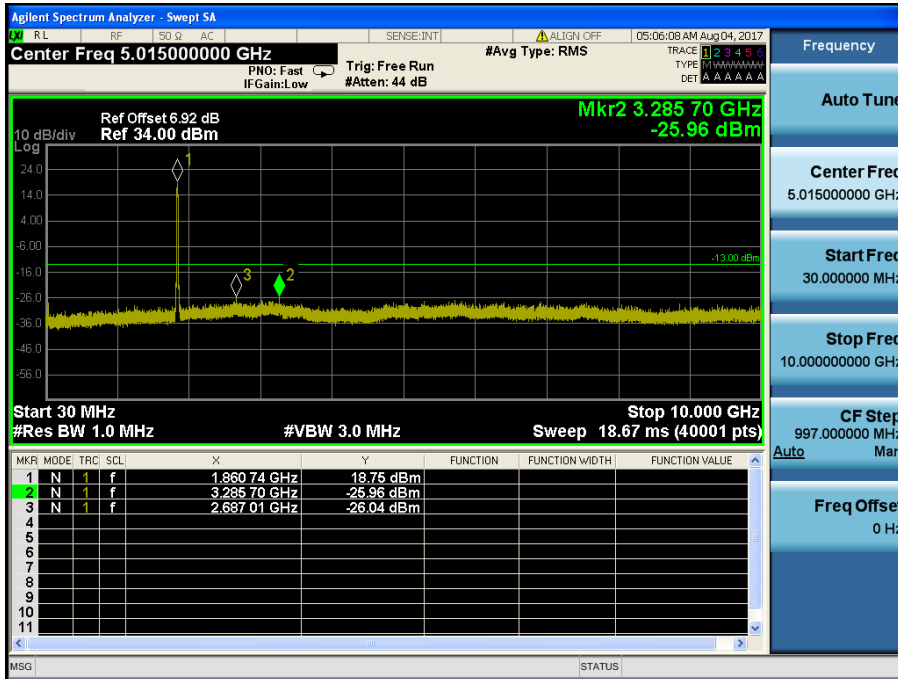 Agilent Spectrum Analyzer - Swept SA
LXI RL RF 50 Ω AC SENSE:INT ALIGN OFF 05:06:08 AM Aug 04, 2017
Center Freq 5.015000000 GHz
PNO: Fast
IFGain:Low
Trig: Free Run
#Atten: 44 dB
#Avg Type: RMS
TRACE 1 2 3 4 5 6
TYPE M WWWWW
DET A A A A A A
Frequency
Auto Tune
Center Freq
5.015000000 GHz
Start Freq
30.000000 MHz
Stop Freq
10.000000000 GHz
CF Step
997.000000 MHz
Auto Man
Freq Offset
0 Hz
Mkr2 3.285 70 GHz
-25.96 dBm
Ref Offset 6.92 dB
10 dB/div Ref 34.00 dBm
Log
24.0
14.0
4.00
-6.00
-16.0
-26.0
-36.0
-46.0
-56.0
1
3
2
-13.00 dBm
Start 30 MHz Stop 10.000 GHz
#Res BW 1.0 MHz #VBW 3.0 MHz Sweep 18.67 ms (40001 pts)
MKR MODE TRC SCL X Y FUNCTION FUNCTION WIDTH FUNCTION VALUE
1 N 1 f 1.860 74 GHz 18.75 dBm
2 N 1 f 3.285 70 GHz -25.96 dBm
3 N 1 f 2.687 01 GHz -26.04 dBm
4
5
6
7
8
9
10
11
MSG STATUS